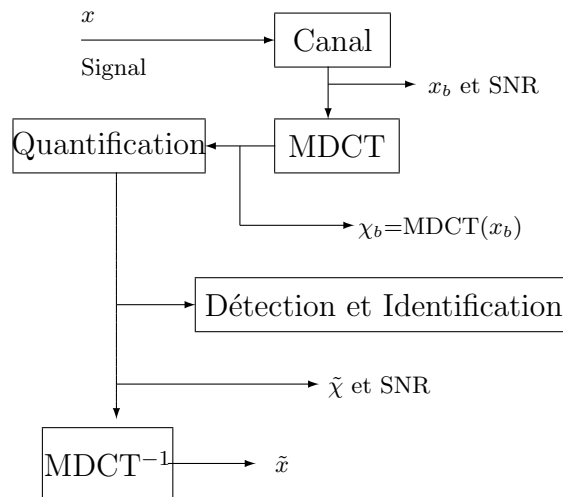 x
Canal
Signal
x_b et SNR
Quantification
MDCT
χ_b=MDCT(x_b)
Détection et Identification
χ̃ et SNR
MDCT⁻¹
x̃